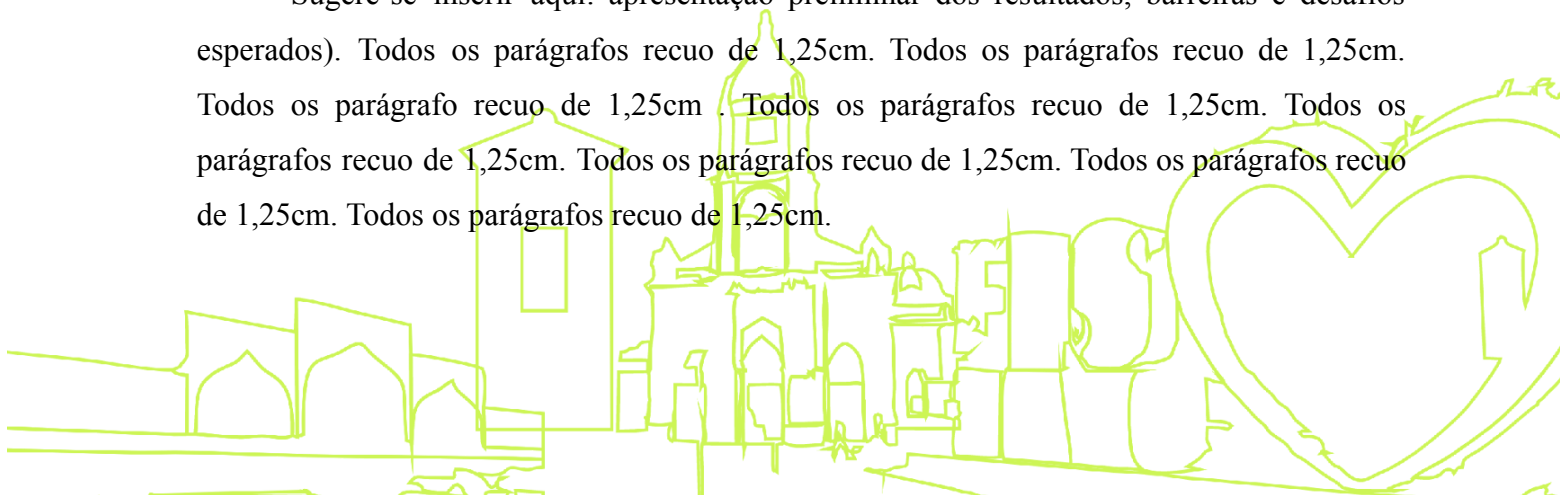 Sugere-se inserir aqui: apresentação preliminar dos resultados, barreiras e desafios
esperados). Todos os parágrafos recuo de 1,25cm. Todos os parágrafos recuo de 1,25cm.
Todos os parágrafo recuo de 1,25cm . Todos os parágrafos recuo de 1,25cm. Todos os
parágrafos recuo de 1,25cm. Todos os parágrafos recuo de 1,25cm. Todos os parágrafos recuo
de 1,25cm. Todos os parágrafos recuo de 1,25cm.